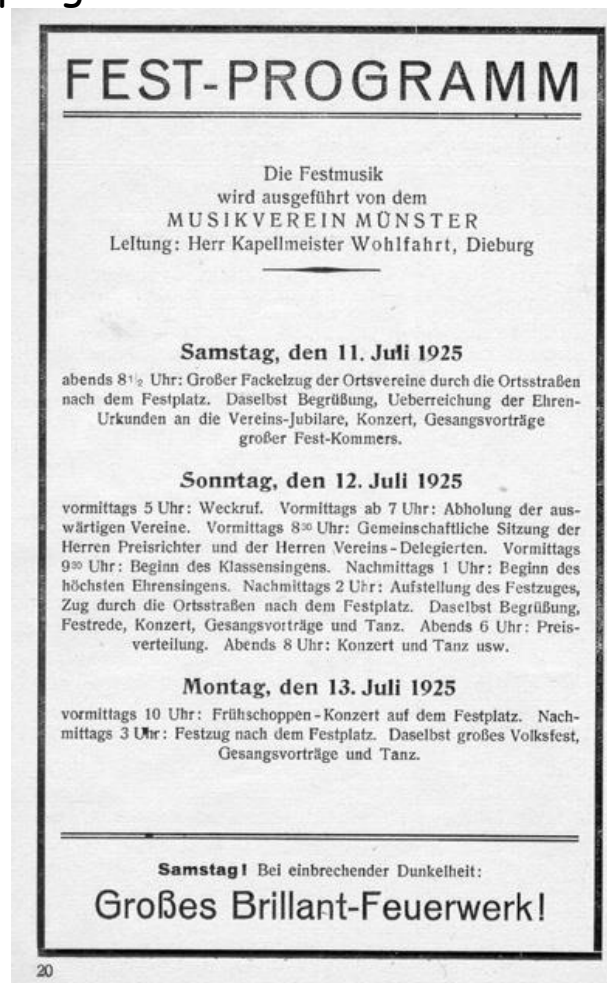 FEST-PROGRAMM
Die Festmusik
wird ausgeführt von dem
MUSIKVEREIN MÜNSTER
Leitung: Herr Kapellmeister Wohlfahrt, Dieburg
Samstag, den 11. Juli 1925
abends 8 1/2 Uhr: Großer Fackelzug der Ortsvereine durch die Ortsstraßen
nach dem Festplatz. Daselbst Begrüßung, Ueberreichung der Ehren-
Urkunden an die Vereins-Jubilare, Konzert, Gesangsvorträge
großer Fest-Kommers.
Sonntag, den 12. Juli 1925
vormittags 5 Uhr: Weckruf. Vormittags ab 7 Uhr: Abholung der aus-
wärtigen Vereine. Vormittags 8³⁰ Uhr: Gemeinschaftliche Sitzung der
Herren Preisrichter und der Herren Vereins-Delegierten. Vormittags
9³⁰ Uhr: Beginn des Klassensingens. Nachmittags 1 Uhr: Beginn des
höchsten Ehrensingens. Nachmittags 2 Uhr: Aufstellung des Festzuges,
Zug durch die Ortsstraßen nach dem Festplatz. Daselbst Begrüßung,
Festrede, Konzert, Gesangsvorträge und Tanz. Abends 6 Uhr: Preis-
verteilung. Abends 8 Uhr: Konzert und Tanz usw.
Montag, den 13. Juli 1925
vormittags 10 Uhr: Frühschoppen-Konzert auf dem Festplatz. Nach-
mittags 3 Uhr: Festzug nach dem Festplatz. Daselbst großes Volksfest,
Gesangsvorträge und Tanz.
Samstag! Bei einbrechender Dunkelheit:
Großes Brillant-Feuerwerk!
20